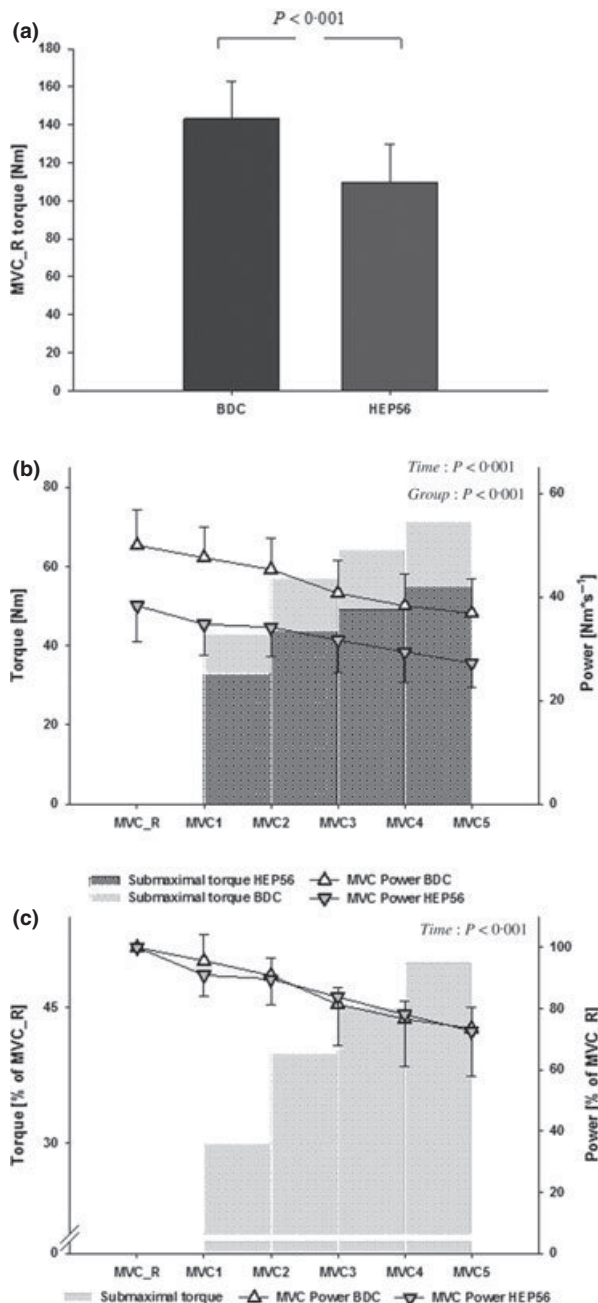 (a)
P < 0·001
180
160
140
120
100
80
60
40
20
0
MVC_R torque [Nm]
BDC HEP56
(b)
Time : P < 0·001
Group : P < 0·001
80
60
40
20
0
Torque [Nm]
60
40
20
0
Power [Nm*s⁻¹]
MVC_R MVC1 MVC2 MVC3 MVC4 MVC5
Submaximal torque HEP56 MVC Power BDC
Submaximal torque BDC MVC Power HEP56
(c)
Time : P < 0·001
45
30
0
Torque [% of MVC_R]
100
80
60
40
20
0
Power [% of MVC_R]
MVC_R MVC1 MVC2 MVC3 MVC4 MVC5
Submaximal torque MVC Power BDC MVC Power HEP56